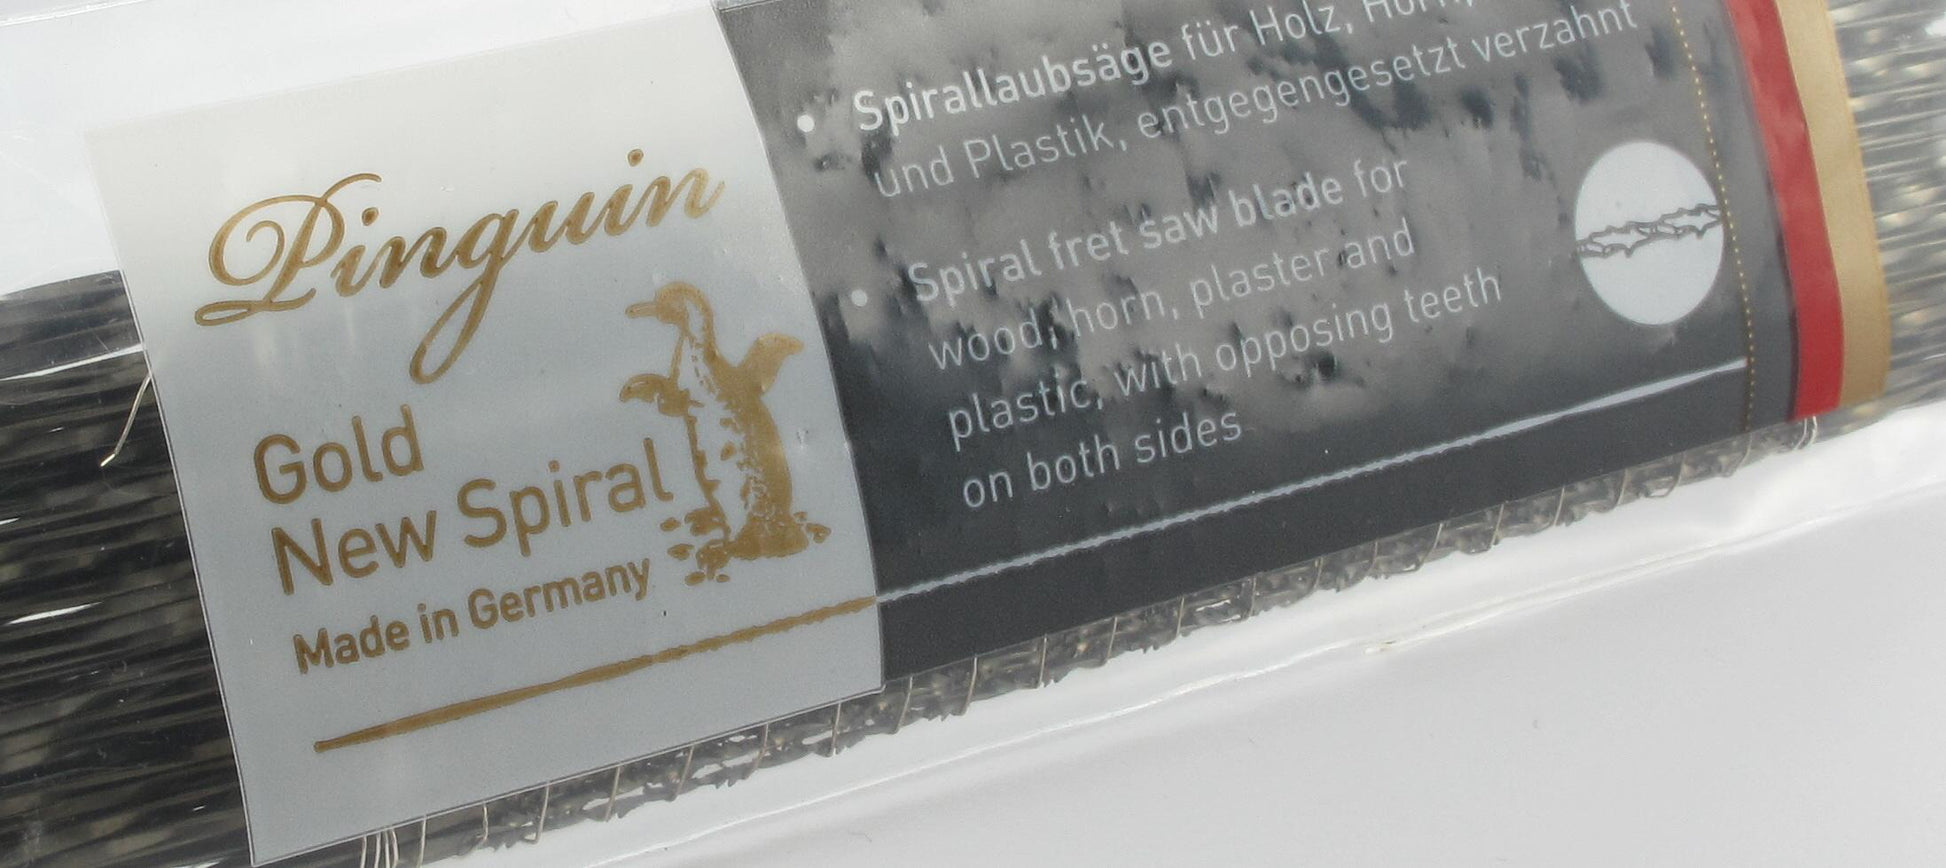 Pinguin
Gold
New Spiral
Made in Germany
• Spirallaubsäge für Holz,
und Plastik, entgegengesetzt verzahnt
• Spiral fret saw blade for
wood, horn, plaster and
plastic, with opposing teeth
on both sides